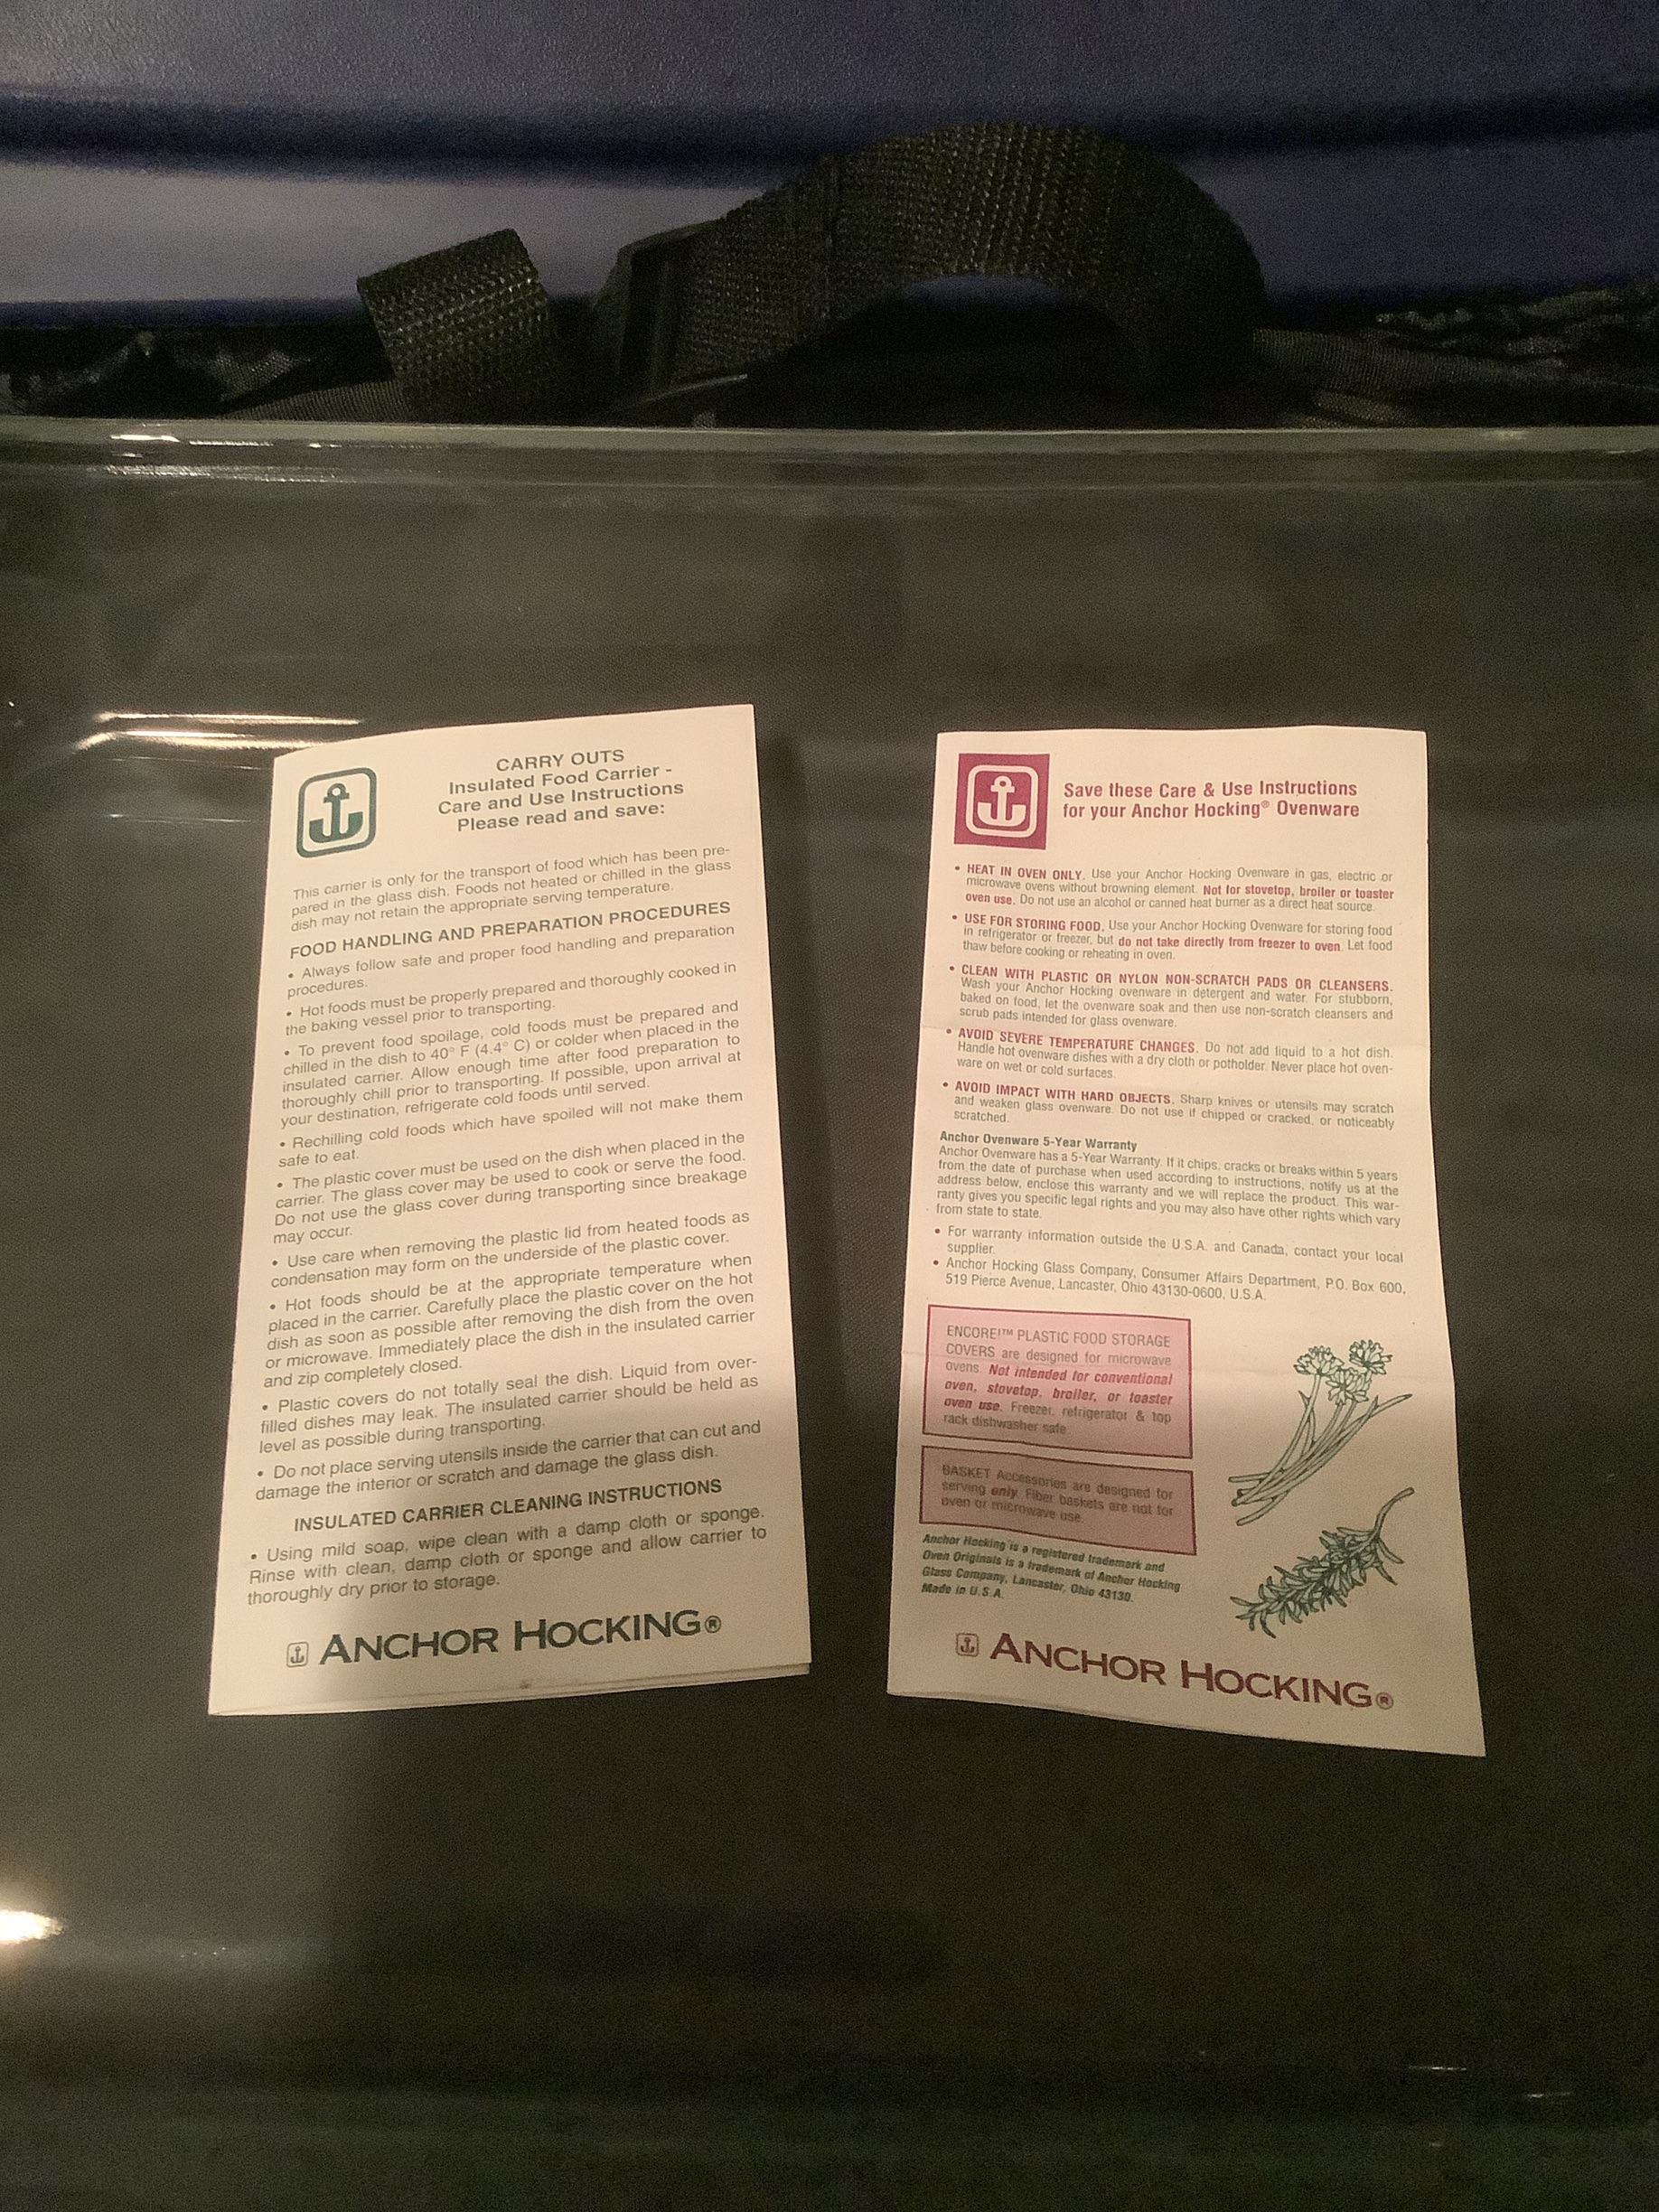 CARRY OUTS
Insulated Food Carrier -
Care and Use Instructions
Please read and save:
This carrier is only for the transport of food which has been pre-
pared in the glass dish. Foods not heated or chilled in the glass
dish may not retain the appropriate serving temperature.
FOOD HANDLING AND PREPARATION PROCEDURES
• Always follow safe and proper food handling and preparation
procedures.
• Hot foods must be properly prepared and thoroughly cooked in
the baking vessel prior to transporting.
• To prevent food spoilage, cold foods must be prepared and
chilled in the dish to 40° F (4.4° C) or colder when placed in the
insulated carrier. Allow enough time after food preparation to
thoroughly chill prior to transporting. If possible, upon arrival at
your destination, refrigerate cold foods until served.
• Rechilling cold foods which have spoiled will not make them
safe to eat.
• The plastic cover must be used on the dish when placed in the
carrier. The glass cover may be used to cook or serve the food.
Do not use the glass cover during transporting since breakage
may occur.
• Use care when removing the plastic lid from heated foods as
condensation may form on the underside of the plastic cover.
• Hot foods should be at the appropriate temperature when
placed in the carrier. Carefully place the plastic cover on the hot
dish as soon as possible after removing the dish from the oven
or microwave. Immediately place the dish in the insulated carrier
and zip completely closed.
• Plastic covers do not totally seal the dish. Liquid from over-
filled dishes may leak. The insulated carrier should be held as
level as possible during transporting.
• Do not place serving utensils inside the carrier that can cut and
damage the interior or scratch and damage the glass dish.
INSULATED CARRIER CLEANING INSTRUCTIONS
• Using mild soap, wipe clean with a damp cloth or sponge.
Rinse with clean, damp cloth or sponge and allow carrier to
thoroughly dry prior to storage.
ANCHOR HOCKING®
Save these Care & Use Instructions
for your Anchor Hocking® Ovenware
• HEAT IN OVEN ONLY. Use your Anchor Hocking Ovenware in gas, electric or
microwave ovens without browning element. Not for stovetop, broiler or toaster
oven use. Do not use an alcohol or canned heat burner as a direct heat source.
• USE FOR STORING FOOD. Use your Anchor Hocking Ovenware for storing food
in refrigerator or freezer, but do not take directly from freezer to oven. Let food
thaw before cooking or reheating in oven.
• CLEAN WITH PLASTIC OR NYLON NON-SCRATCH PADS OR CLEANSERS.
Wash your Anchor Hocking ovenware in detergent and water. For stubborn,
baked on food, let the ovenware soak and then use non-scratch cleansers and
scrub pads intended for glass ovenware.
• AVOID SEVERE TEMPERATURE CHANGES. Do not add liquid to a hot dish.
Handle hot ovenware dishes with a dry cloth or potholder. Never place hot oven-
ware on wet or cold surfaces.
• AVOID IMPACT WITH HARD OBJECTS. Sharp knives or utensils may scratch
and weaken glass ovenware. Do not use if chipped or cracked, or noticeably
scratched.
Anchor Ovenware 5-Year Warranty
Anchor Ovenware has a 5-Year Warranty. If it chips, cracks or breaks within 5 years
from the date of purchase when used according to instructions, notify us at the
address below, enclose this warranty and we will replace the product. This war-
ranty gives you specific legal rights and you may also have other rights which vary
from state to state.
• For warranty information outside the U.S.A. and Canada, contact your local
supplier.
• Anchor Hocking Glass Company, Consumer Affairs Department, P.O. Box 600,
519 Pierce Avenue, Lancaster, Ohio 43130-0600, U.S.A.
ENCORE!™ PLASTIC FOOD STORAGE
COVERS are designed for microwave
ovens. Not intended for conventional
oven, stovetop, broiler, or toaster
oven use. Freezer, refrigerator & top
rack dishwasher safe.
BASKET Accessories are designed for
serving only. Fiber baskets are not for
oven or microwave use.
Anchor Hocking is a registered trademark and
Oven Originals is a trademark of Anchor Hocking
Glass Company, Lancaster, Ohio 43130.
Made in U.S.A.
ANCHOR HOCKING®